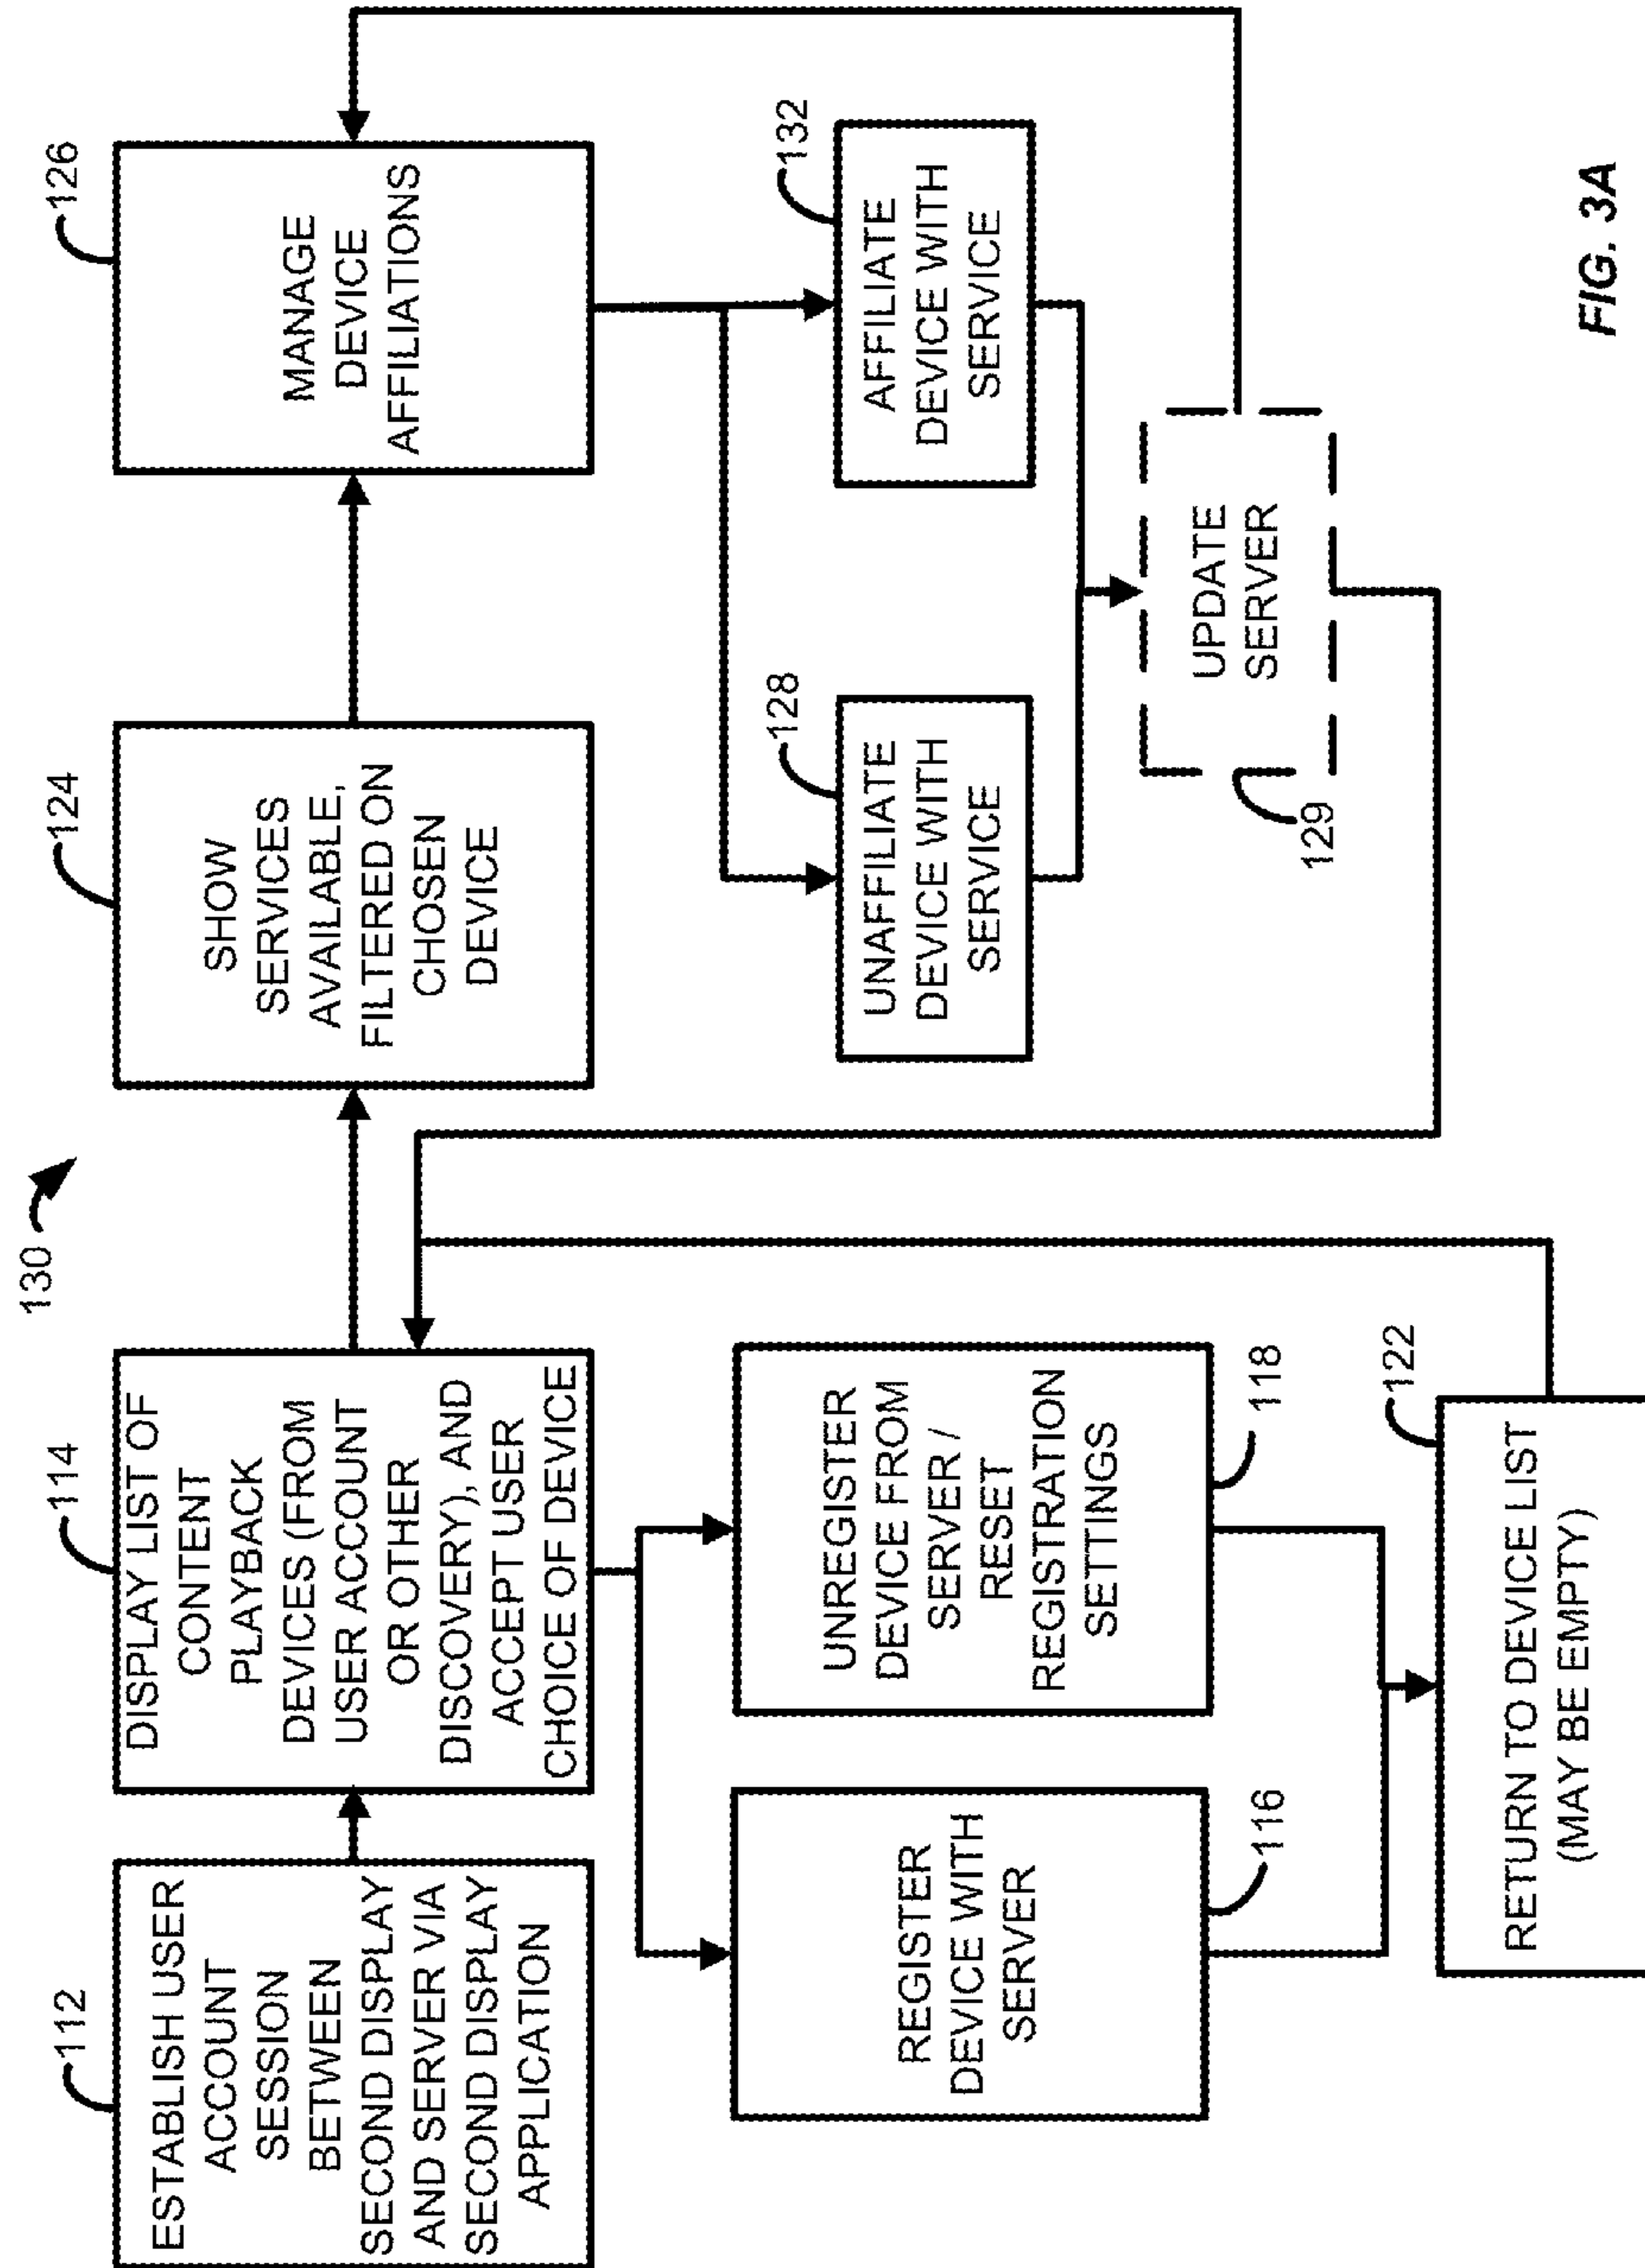 130
112
ESTABLISH USER
ACCOUNT
SESSION
BETWEEN
SECOND DISPLAY
AND SERVER VIA
SECOND DISPLAY
APPLICATION
114
DISPLAY LIST OF
CONTENT
PLAYBACK
DEVICES (FROM
USER ACCOUNT
OR OTHER
DISCOVERY), AND
ACCEPT USER
CHOICE OF DEVICE
124
SHOW
SERVICES
AVAILABLE,
FILTERED ON
CHOSEN
DEVICE
126
MANAGE
DEVICE
AFFILIATIONS
REGISTER
DEVICE WITH
SERVER
116
UNREGISTER
DEVICE FROM
SERVER /
RESET
REGISTRATION
SETTINGS
118
128
UNAFFILIATE
DEVICE WITH
SERVICE
132
AFFILIATE
DEVICE WITH
SERVICE
UPDATE
SERVER
129
122
RETURN TO DEVICE LIST
(MAY BE EMPTY)
FIG. 3A